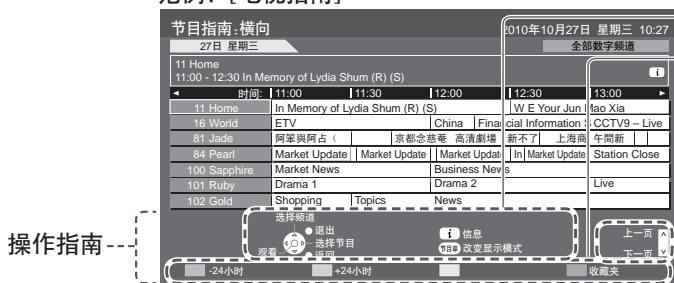 范例：[电视指南]
节目指南:横向
2010年10月27日 星期三 10:27
27日 星期三
全部数字频道
11 Home
11:00 - 12:30 In Memory of Lydia Shum (R) (S)
i
◄ 时间: 11:00 11:30 12:00 12:30 13:00 ►
11 Home In Memory of Lydia Shum (R) (S) W E Your Jun Mao Xia
16 World ETV China Financial Information S CCTV9 – Live
81 Jade 阿笨與阿占（ 京都念慈菴 高清劇場 新不了 上海商 午間新
84 Pearl Market Update Market Update Market Update In Market Update Station Close
100 Sapphire Market News Business News
101 Ruby Drama 1 Drama 2 Live
102 Gold Shopping Topics News
操作指南
选择频道
退出
选择节目
观看
返回
i 信息
节目单 改变显示模式
上一页
下一页
-24小时 +24小时 收藏夹